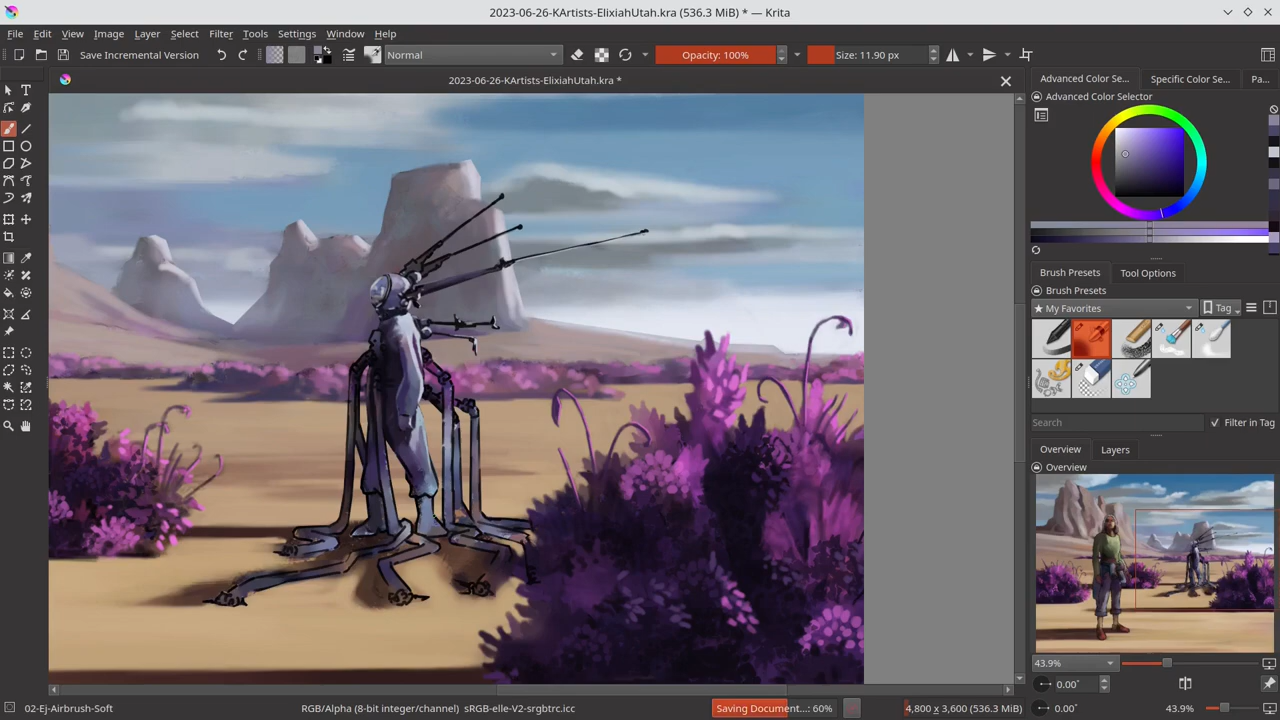 2023-06-26-KArtists-ElixiahUtah.kra (536.3 MiB) * — Krita
File Edit View Image Layer Select Filter Tools Settings Window Help
Save Incremental Version Normal Opacity: 100% Size: 11.90 px
2023-06-26-KArtists-ElixiahUtah.kra *
Advanced Color Se... Specific Color Se... Pa...
Advanced Color Selector
Brush Presets Tool Options
Brush Presets
★ My Favorites Tag
Search Filter in Tag
Overview Layers
Overview
43.9%
0.00°
02-Ej-Airbrush-Soft RGB/Alpha (8-bit integer/channel) sRGB-elle-V2-srgbtrc.icc Saving Document...: 60% 4,800 x 3,600 (536.3 MiB) 0.00° 43.9%